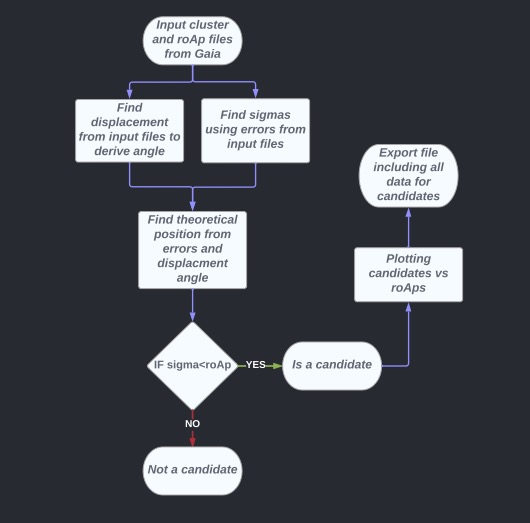 Input cluster
and roAp files
from Gaia
Find
displacement
from input files to
derive angle
Find sigmas
using errors from
input files
Export file
including all
data for
candidates
Find theoretical
position from
errors and
displacment
angle
Plotting
candidates vs
roAps
IF sigma<roAp
YES
Is a candidate
NO
Not a candidate